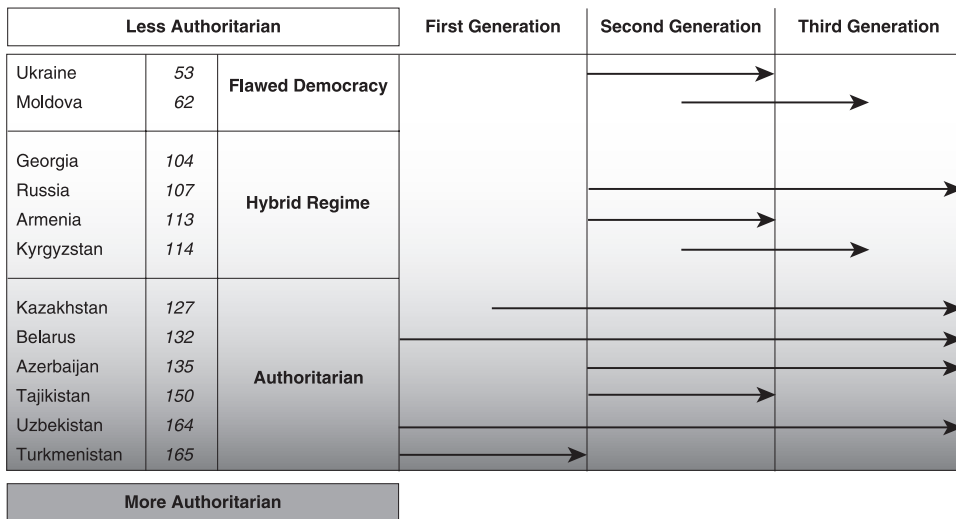 Less Authoritarian First Generation Second Generation Third Generation
Ukraine 53
Flawed Democracy
Moldova 62
Georgia 104
Russia 107
Hybrid Regime
Armenia 113
Kyrgyzstan 114
Kazakhstan 127
Belarus 132
Azerbaijan 135
Authoritarian
Tajikistan 150
Uzbekistan 164
Turkmenistan 165
More Authoritarian